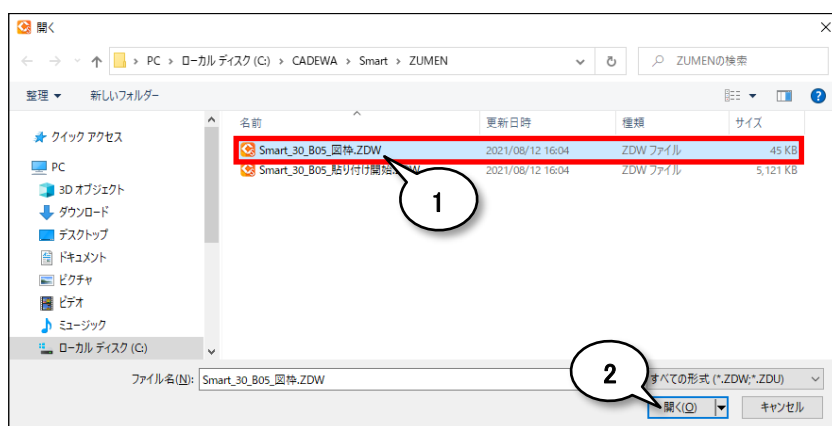 開く
PC › ローカル ディスク (C:) › CADEWA › Smart › ZUMEN
ZUMENの検索
整理 新しいフォルダー
名前 更新日時 種類 サイズ
クイック アクセス
Smart_30_B05_図枠.ZDW 2021/08/12 16:04 ZDW ファイル 45 KB
PC
Smart_30_B05_貼り付け開始.ZDW 2021/08/12 16:04 ZDW ファイル 5,121 KB
3D オブジェクト
1
ダウンロード
デスクトップ
ドキュメント
ピクチャ
ビデオ
ミュージック
ローカル ディスク (C:)
ファイル名(N): Smart_30_B05_図枠.ZDW
2
すべての形式 (*.ZDW;*.ZDU)
開く(O) キャンセル